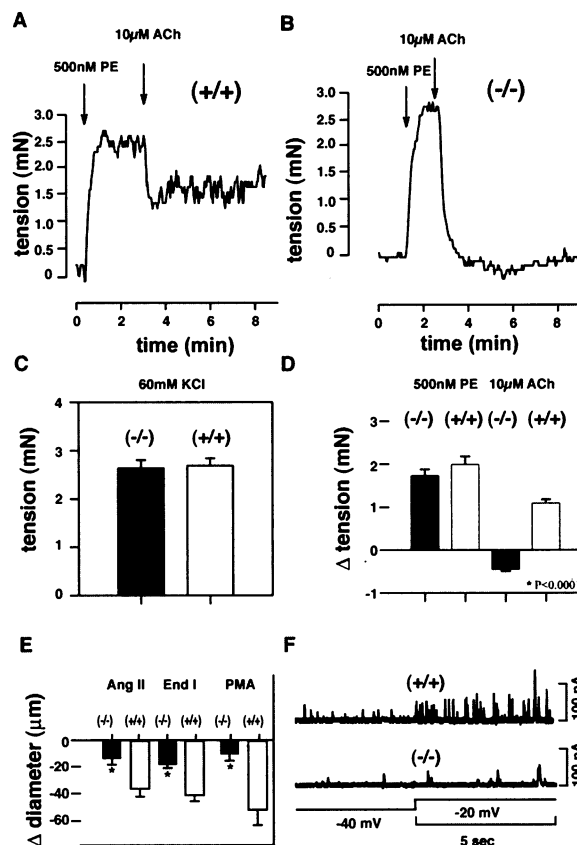 A
10µM ACh
500nM PE
(+/+)
tension (mN)
3.0
2.5
2.0
1.5
1.0
0.5
0
0 2 4 6 8
time (min)
B
10µM ACh
500nM PE
(-/-)
tension (mN)
3.0
2.5
2.0
1.5
1.0
0.5
0
0 2 4 6 8
time (min)
C
60mM KCl
tension (mN)
4
3
2
1
0
(-/-) (+/+)
D
500nM PE 10µM ACh
(-/-) (+/+) (-/-) (+/+)
Δ tension (mN)
3
2
1
0
-1
* P<0.000
E
Ang II End I PMA
(-/-) (+/+) (-/-) (+/+) (-/-) (+/+)
Δ diameter (µm)
0
-20
-40
-60
* * *
F
(+/+)
100 pA
(-/-)
100 pA
-40 mV
-20 mV
5 sec